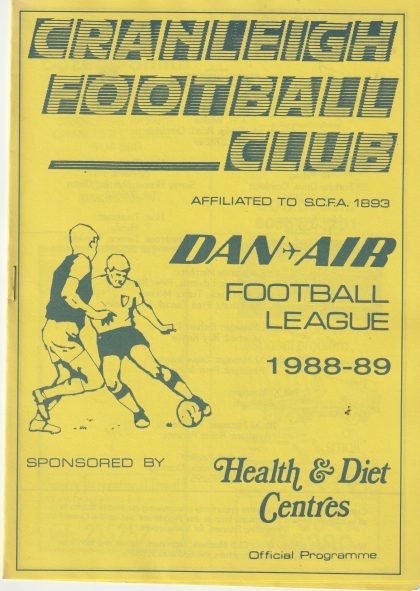 CRANLEIGH
FOOTBALL
CLUB
AFFILIATED TO S.C.F.A. 1893
DAN-AIR
FOOTBALL
LEAGUE
1988-89
SPONSORED BY
Health & Diet
Centres
Official Programme.